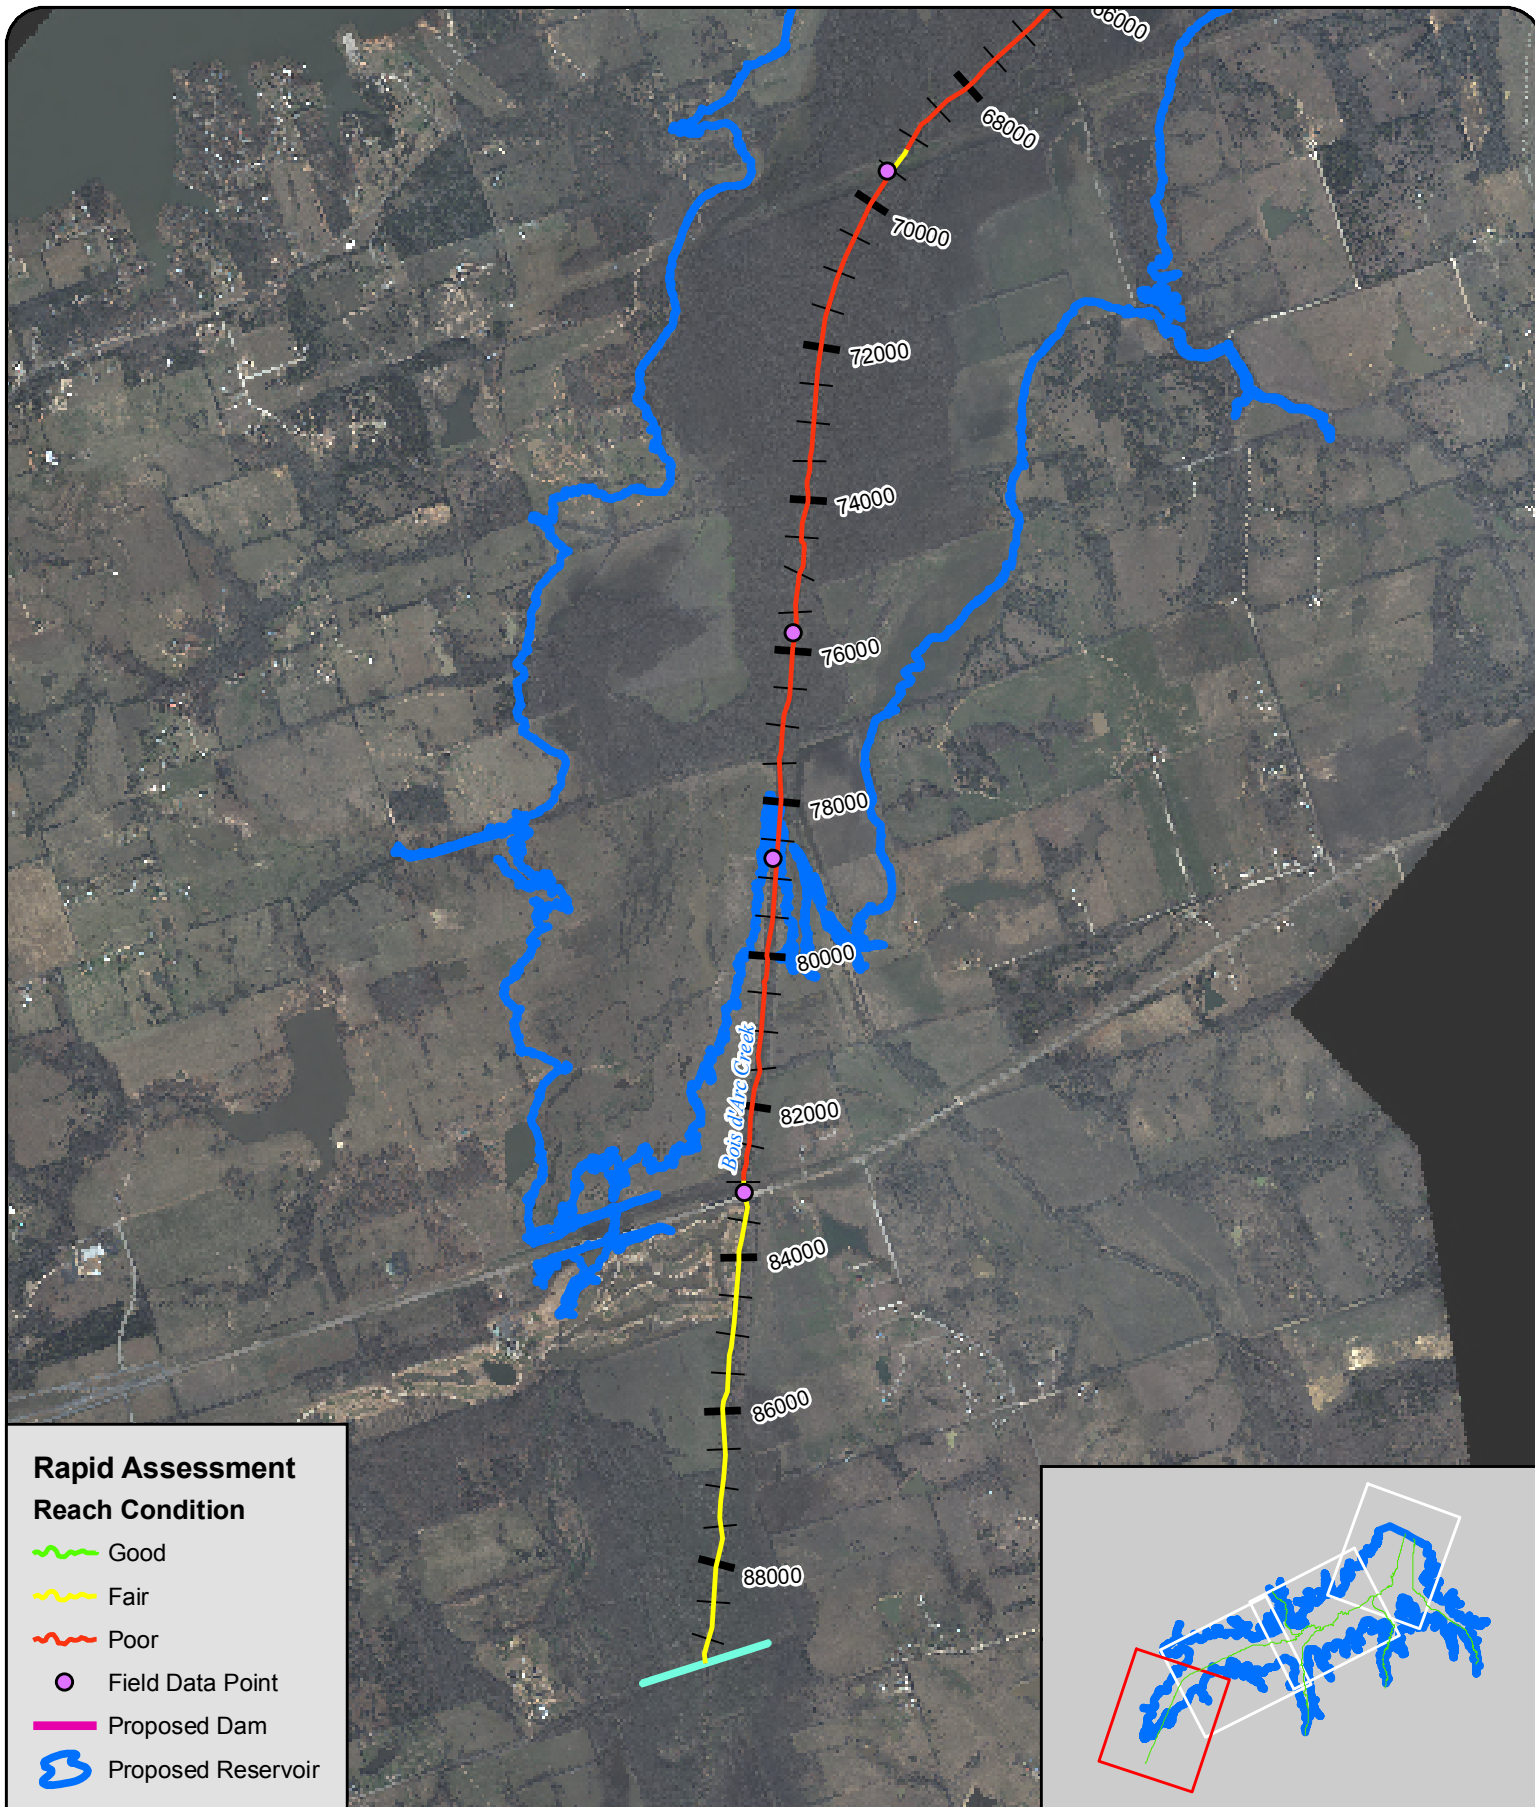 66000
68000
70000
72000
74000
76000
78000
80000
Bois d'Arc Creek
82000
84000
86000
88000
Rapid Assessment
Reach Condition
Good
Fair
Poor
Field Data Point
Proposed Dam
Proposed Reservoir